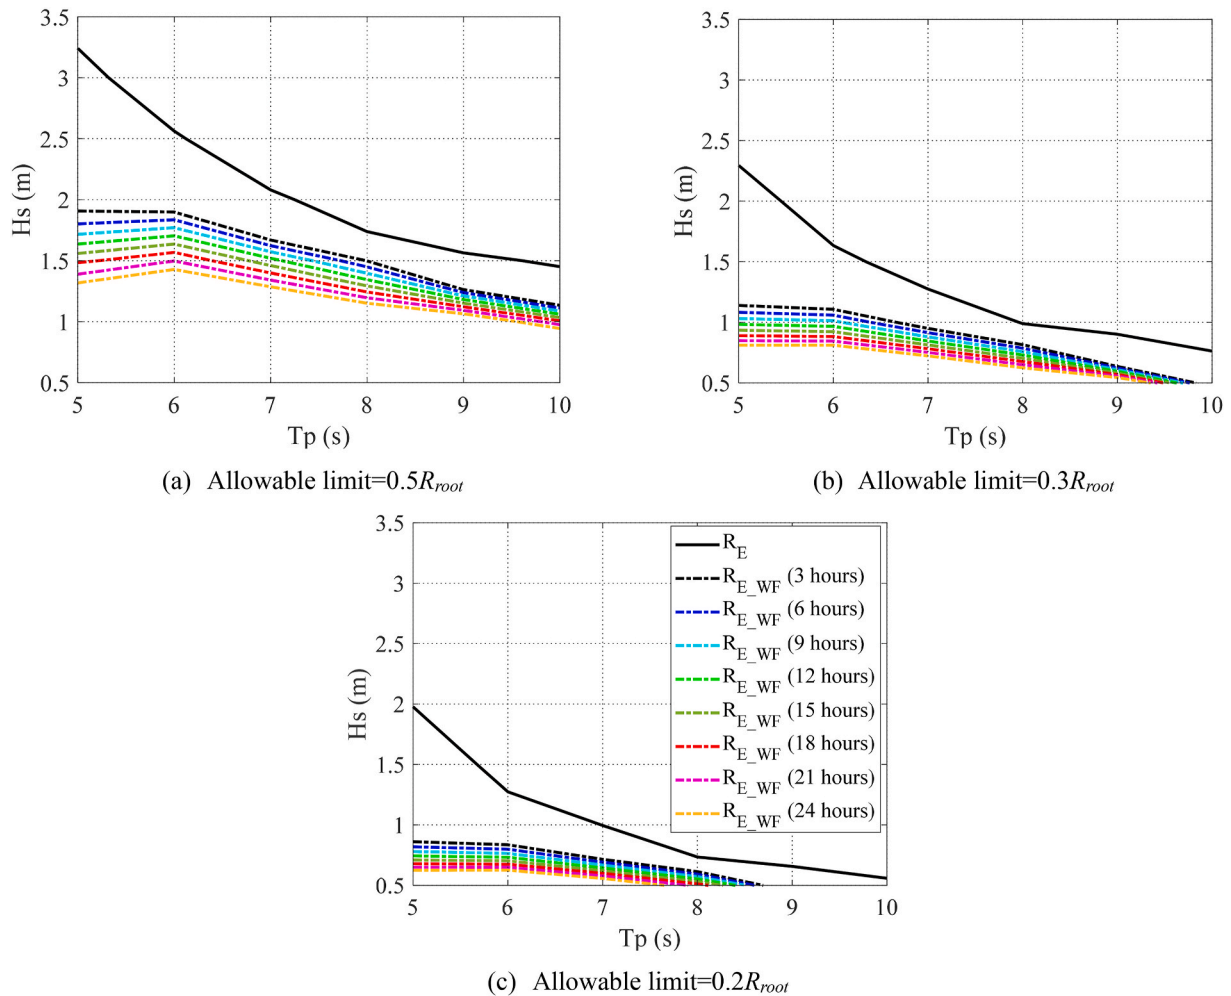 3.5
3
2.5
2
1.5
1
0.5
Hs (m)
5 6 7 8 9 10
Tp (s)
(a) Allowable limit=0.5R_root
3.5
3
2.5
2
1.5
1
0.5
Hs (m)
5 6 7 8 9 10
Tp (s)
(b) Allowable limit=0.3R_root
3.5
3
2.5
2
1.5
1
0.5
Hs (m)
R_E
R_E_WF (3 hours)
R_E_WF (6 hours)
R_E_WF (9 hours)
R_E_WF (12 hours)
R_E_WF (15 hours)
R_E_WF (18 hours)
R_E_WF (21 hours)
R_E_WF (24 hours)
5 6 7 8 9 10
Tp (s)
(c) Allowable limit=0.2R_root